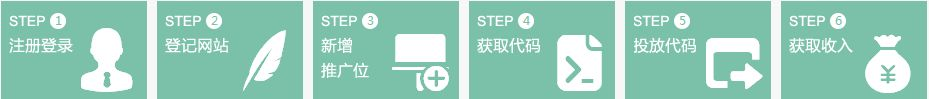 STEP 1
注册登录
STEP 2
登记网站
STEP 3
新增
推广位
STEP 4
获取代码
STEP 5
投放代码
STEP 6
获取收入
¥